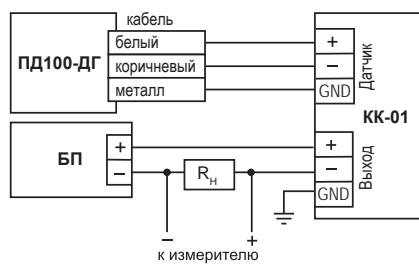 кабель
ПД100-ДГ
белый
коричневый
металл
+
–
GND
Датчик
КК-01
БП
+
–
Rн
+
–
GND
Выход
– +
к измерителю